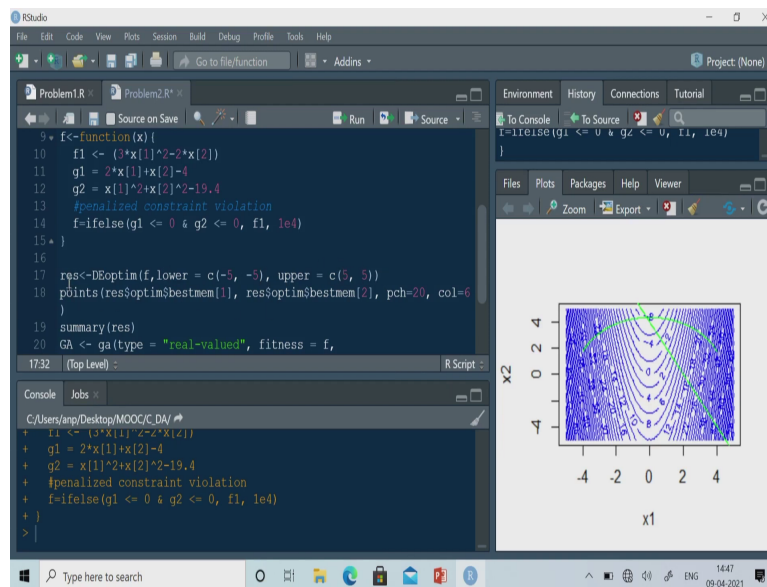 RStudio
File Edit Code View Plots Session Build Debug Profile Tools Help
Go to file/function Addins Project: (None)
Problem1.R Problem2.R*
Source on Save Run Source
9 f<-function(x){
10 f1 <- (3*x[1]^2-2*x[2])
11 g1 = 2*x[1]+x[2]-4
12 g2 = x[1]^2+x[2]^2-19.4
13 #penalized constraint violation
14 f=ifelse(g1 <= 0 & g2 <= 0, f1, 1e4)
15 }
16
17 res<-DEoptim(f,lower = c(-5, -5), upper = c(5, 5))
18 points(res$optim$bestmem[1], res$optim$bestmem[2], pch=20, col=6
)
19 summary(res)
20 GA <- ga(type = "real-valued", fitness = f,
17:32 (Top Level) R Script
Console Jobs
C:/Users/anp/Desktop/MOOC/C_DA/
+ f1 <- (3*x[1]^2-2*x[2])
+ g1 = 2*x[1]+x[2]-4
+ g2 = x[1]^2+x[2]^2-19.4
+ #penalized constraint violation
+ f=ifelse(g1 <= 0 & g2 <= 0, f1, 1e4)
+ }
>
Environment History Connections Tutorial
To Console To Source
f=ifelse(g1 <= 0 & g2 <= 0, f1, 1e4)
}
Files Plots Packages Help Viewer
Zoom Export
x2
4
2
0
-4
-4 -2 0 2 4
x1
Type here to search
ENG
14:47
09-04-2021